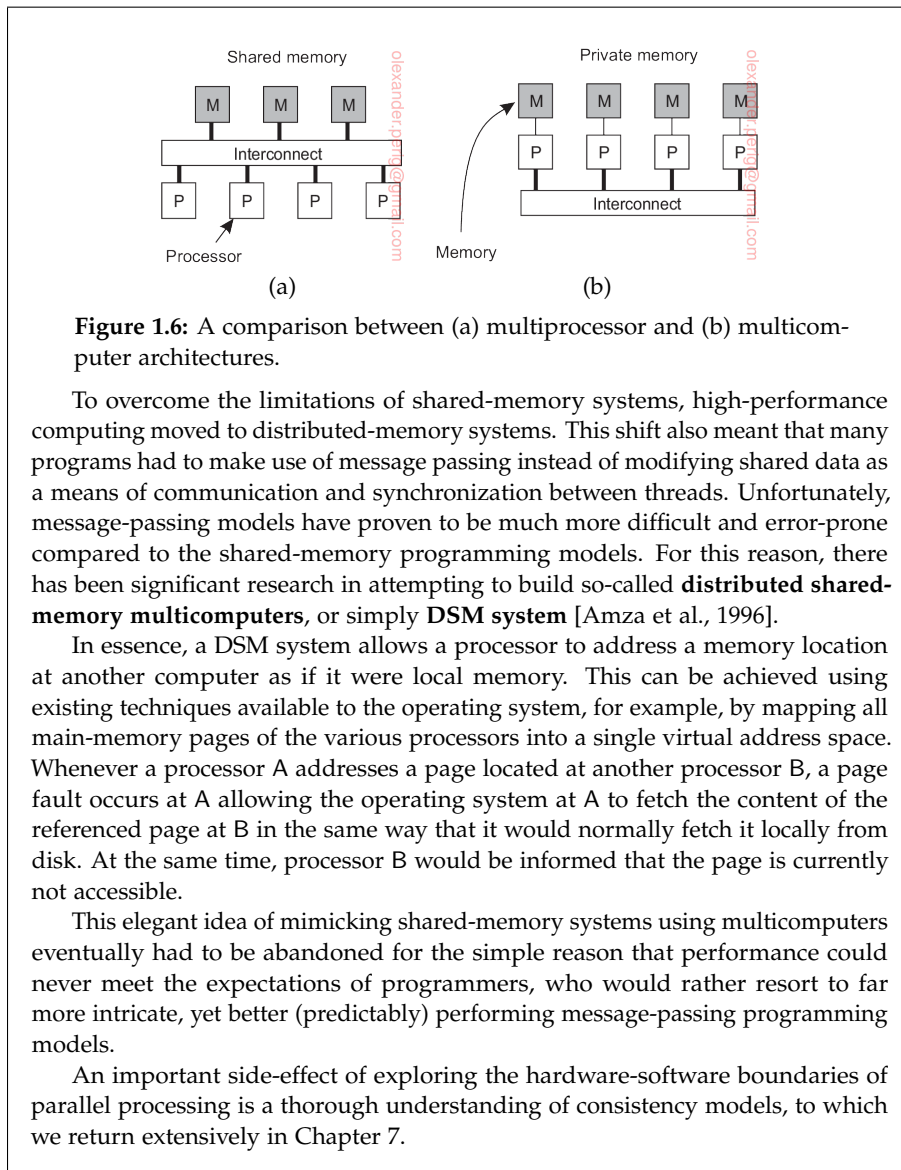 Shared memory
Private memory
M M M
M M M M
Interconnect
P P P P
P P P P
Interconnect
Processor
Memory
olexander.perig@gmail.com
olexander.perig@gmail.com
(a)
(b)
Figure 1.6: A comparison between (a) multiprocessor and (b) multicom-
puter architectures.
To overcome the limitations of shared-memory systems, high-performance
computing moved to distributed-memory systems. This shift also meant that many
programs had to make use of message passing instead of modifying shared data as
a means of communication and synchronization between threads. Unfortunately,
message-passing models have proven to be much more difficult and error-prone
compared to the shared-memory programming models. For this reason, there
has been significant research in attempting to build so-called distributed shared-
memory multicomputers, or simply DSM system [Amza et al., 1996].
In essence, a DSM system allows a processor to address a memory location
at another computer as if it were local memory. This can be achieved using
existing techniques available to the operating system, for example, by mapping all
main-memory pages of the various processors into a single virtual address space.
Whenever a processor A addresses a page located at another processor B, a page
fault occurs at A allowing the operating system at A to fetch the content of the
referenced page at B in the same way that it would normally fetch it locally from
disk. At the same time, processor B would be informed that the page is currently
not accessible.
This elegant idea of mimicking shared-memory systems using multicomputers
eventually had to be abandoned for the simple reason that performance could
never meet the expectations of programmers, who would rather resort to far
more intricate, yet better (predictably) performing message-passing programming
models.
An important side-effect of exploring the hardware-software boundaries of
parallel processing is a thorough understanding of consistency models, to which
we return extensively in Chapter 7.